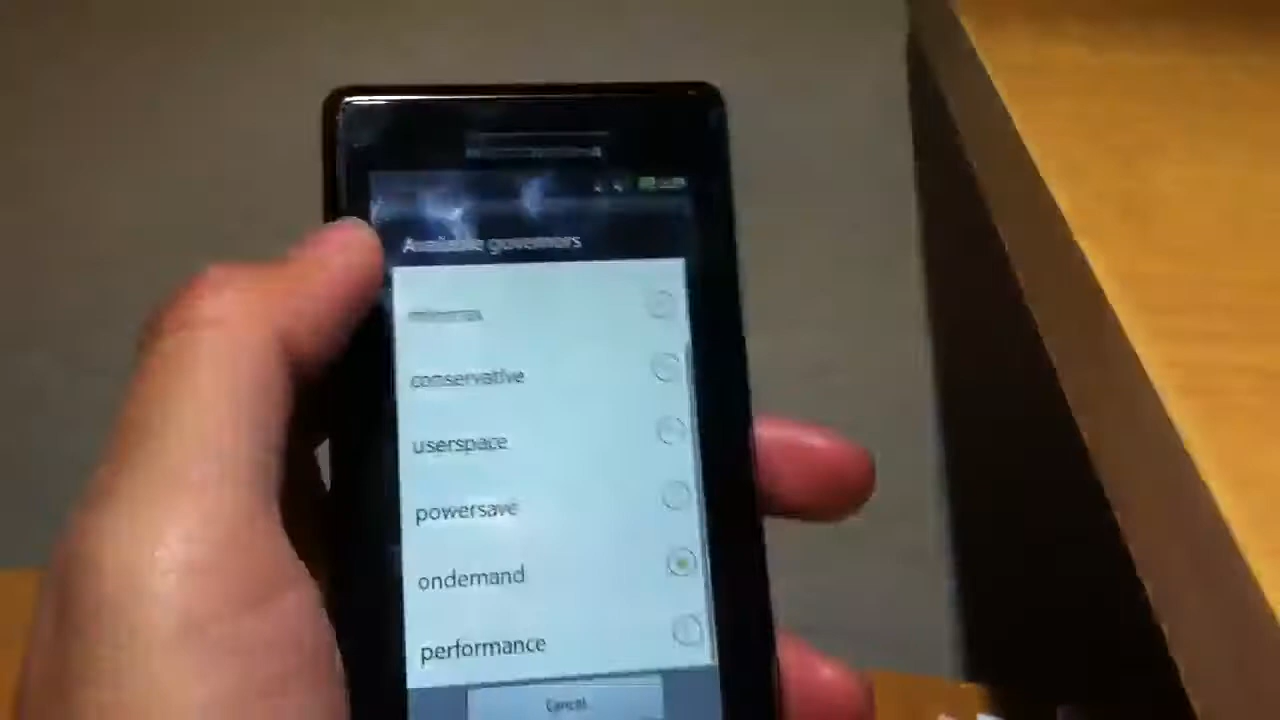 Available governors
conservative
userspace
powersave
ondemand
performance
Cancel